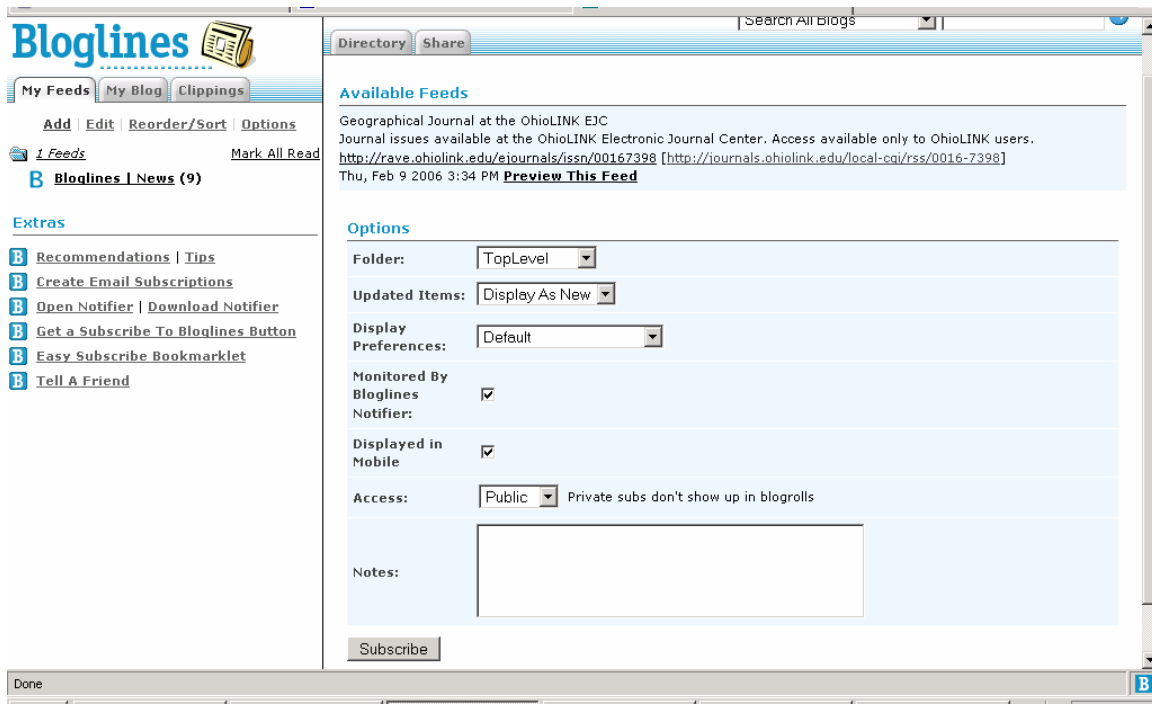 Search All Blogs
Bloglines
Directory Share
My Feeds My Blog Clippings
Add | Edit | Reorder/Sort | Options
1 Feeds Mark All Read
Bloglines | News (9)
Extras
Recommendations | Tips
Create Email Subscriptions
Open Notifier | Download Notifier
Get a Subscribe To Bloglines Button
Easy Subscribe Bookmarklet
Tell A Friend
Available Feeds
Geographical Journal at the OhioLINK EJC
Journal issues available at the OhioLINK Electronic Journal Center. Access available only to OhioLINK users.
http://rave.ohiolink.edu/ejournals/issn/00167398 [http://journals.ohiolink.edu/local-cgi/rss/0016-7398]
Thu, Feb 9 2006 3:34 PM Preview This Feed
Options
Folder: TopLevel
Updated Items: Display As New
Display
Preferences: Default
Monitored By
Bloglines
Notifier:
Displayed in
Mobile
Access: Public Private subs don't show up in blogrolls
Notes:
Subscribe
Done
B